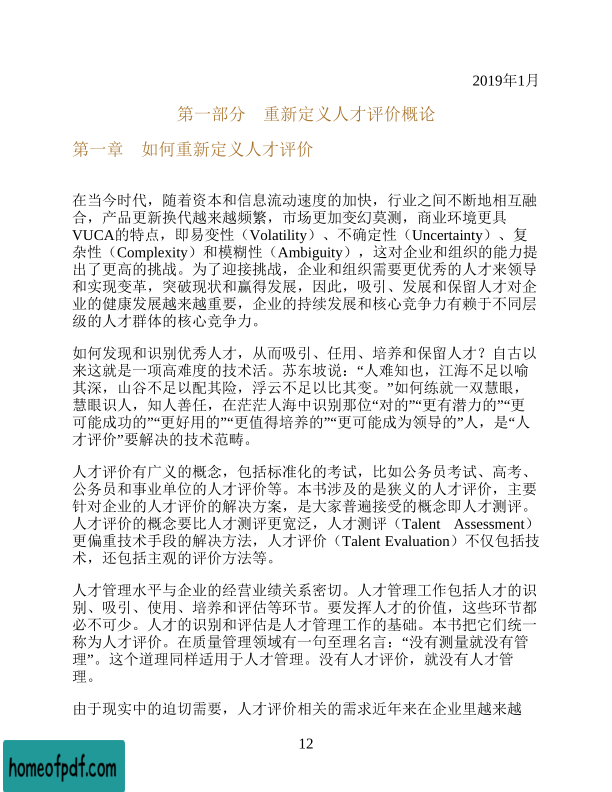 2019年1月
第一部分　重新定义人才评价概论
第一章　如何重新定义人才评价
在当今时代，随着资本和信息流动速度的加快，行业之间不断地相互融
合，产品更新换代越来越频繁，市场更加变幻莫测，商业环境更具
VUCA的特点，即易变性（Volatility）、不确定性（Uncertainty）、复
杂性（Complexity）和模糊性（Ambiguity），这对企业和组织的能力提
出了更高的挑战。为了迎接挑战，企业和组织需要更优秀的人才来领导
和实现变革，突破现状和赢得发展，因此，吸引、发展和保留人才对企
业的健康发展越来越重要，企业的持续发展和核心竞争力有赖于不同层
级的人才群体的核心竞争力。
如何发现和识别优秀人才，从而吸引、任用、培养和保留人才？自古以
来这就是一项高难度的技术活。苏东坡说：“人难知也，江海不足以喻
其深，山谷不足以配其险，浮云不足以比其变。”如何练就一双慧眼，
慧眼识人，知人善任，在茫茫人海中识别那位“对的”“更有潜力的”“更
可能成功的”“更好用的”“更值得培养的”“更可能成为领导的”人，是“人
才评价”要解决的技术范畴。
人才评价有广义的概念，包括标准化的考试，比如公务员考试、高考、
公务员和事业单位的人才评价等。本书涉及的是狭义的人才评价，主要
针对企业的人才评价的解决方案，是大家普遍接受的概念即人才测评。
人才评价的概念要比人才测评更宽泛，人才测评（Talent　Assessment）
更偏重技术手段的解决方法，人才评价（Talent Evaluation）不仅包括技
术，还包括主观的评价方法等。
人才管理水平与企业的经营业绩关系密切。人才管理工作包括人才的识
别、吸引、使用、培养和评估等环节。要发挥人才的价值，这些环节都
必不可少。人才的识别和评估是人才管理工作的基础。本书把它们统一
称为人才评价。在质量管理领域有一句至理名言：“没有测量就没有管
理”。这个道理同样适用于人才管理。没有人才评价，就没有人才管
理。
由于现实中的迫切需要，人才评价相关的需求近年来在企业里越来越
12
homeofpdf.com